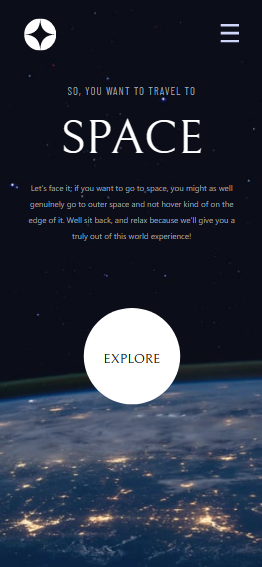 SO, YOU WANT TO TRAVEL TO
SPACE
Let's face it; if you want to go to space, you might as well
genuinely go to outer space and not hover kind of on the
edge of it. Well sit back, and relax because we'll give you a
truly out of this world experience!
EXPLORE